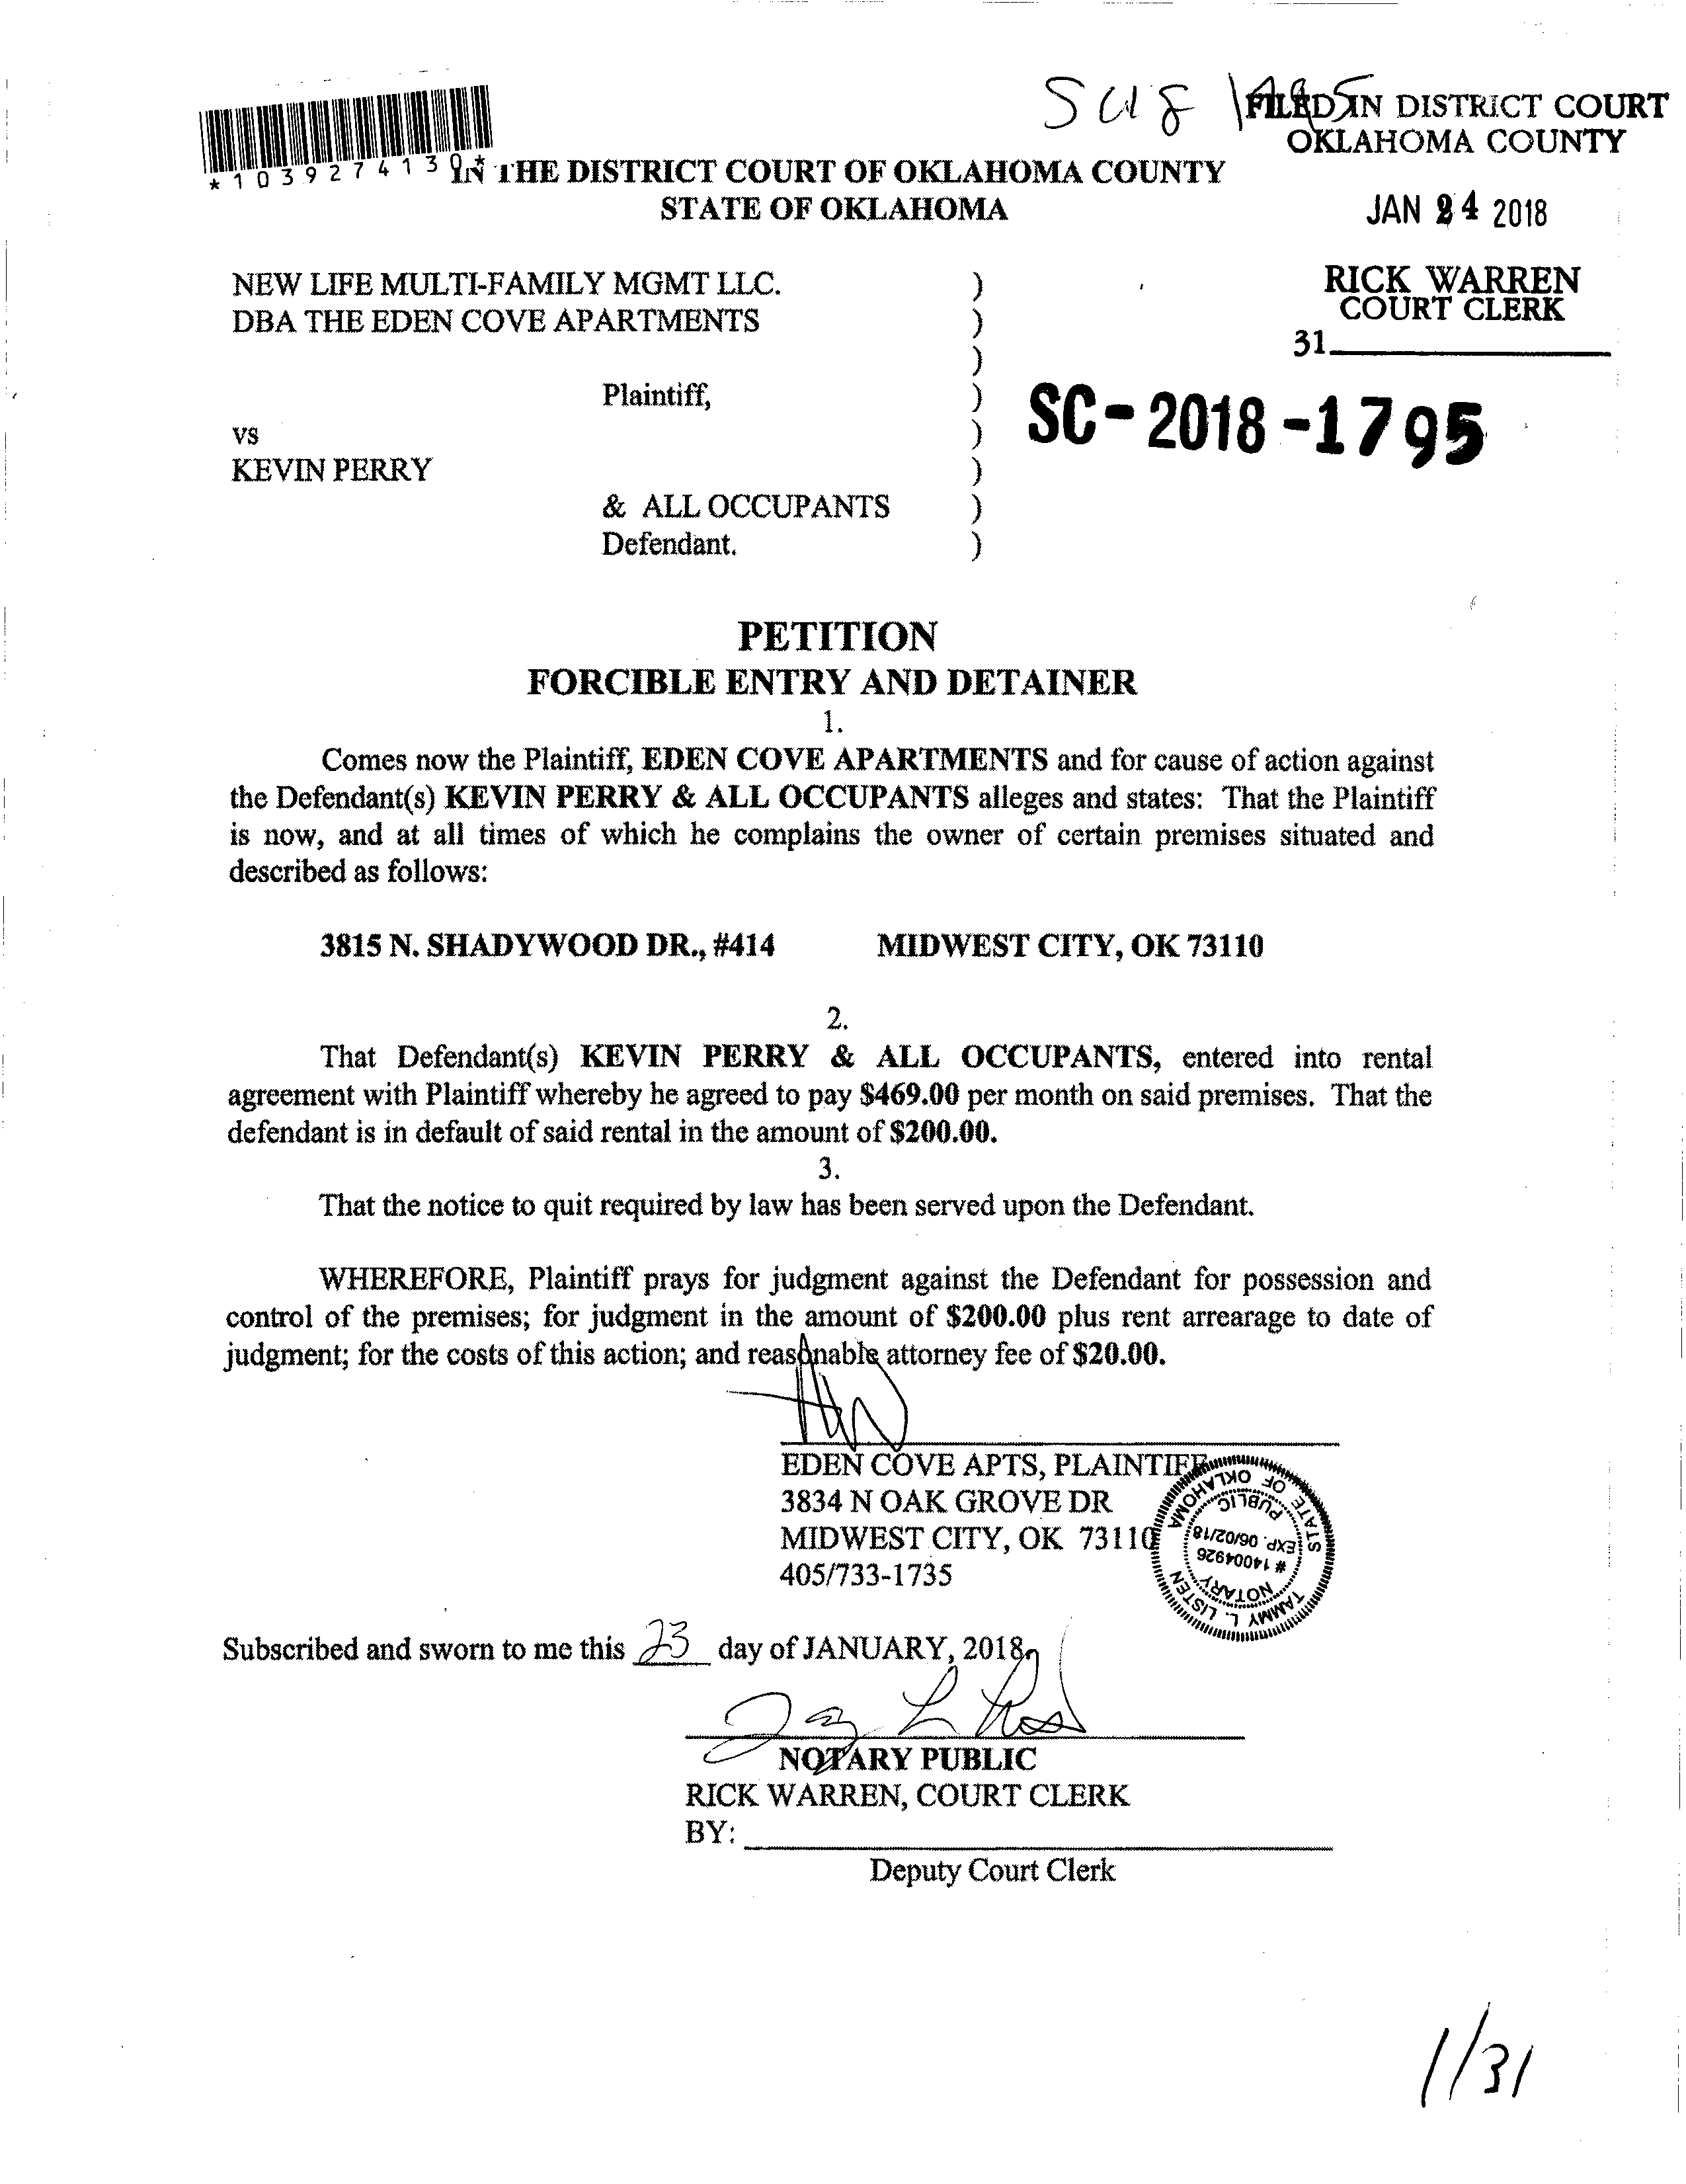 SC18 1795
FILED IN DISTRICT COURT
OKLAHOMA COUNTY
*1039274130*
IN THE DISTRICT COURT OF OKLAHOMA COUNTY
STATE OF OKLAHOMA
JAN 24 2018
RICK WARREN
COURT CLERK
31
NEW LIFE MULTI-FAMILY MGMT LLC. )
DBA THE EDEN COVE APARTMENTS )
)
Plaintiff, )
vs )
KEVIN PERRY )
& ALL OCCUPANTS )
Defendant. )
SC-2018-1795
PETITION
FORCIBLE ENTRY AND DETAINER
1.
Comes now the Plaintiff, EDEN COVE APARTMENTS and for cause of action against
the Defendant(s) KEVIN PERRY & ALL OCCUPANTS alleges and states: That the Plaintiff
is now, and at all times of which he complains the owner of certain premises situated and
described as follows:
3815 N. SHADYWOOD DR., #414 MIDWEST CITY, OK 73110
2.
That Defendant(s) KEVIN PERRY & ALL OCCUPANTS, entered into rental
agreement with Plaintiff whereby he agreed to pay $469.00 per month on said premises. That the
defendant is in default of said rental in the amount of $200.00.
3.
That the notice to quit required by law has been served upon the Defendant.
WHEREFORE, Plaintiff prays for judgment against the Defendant for possession and
control of the premises; for judgment in the amount of $200.00 plus rent arrearage to date of
judgment; for the costs of this action; and reasonable attorney fee of $20.00.
EDEN COVE APTS, PLAINTIFF
3834 N OAK GROVE DR
MIDWEST CITY, OK 73110
405/733-1735
TAMMY L. LISTEN
NOTARY
# 14004926
EXP. 06/02/18
PUBLIC
STATE OF OKLAHOMA
Subscribed and sworn to me this 23 day of JANUARY, 2018.
NOTARY PUBLIC
RICK WARREN, COURT CLERK
BY:
Deputy Court Clerk
1/31